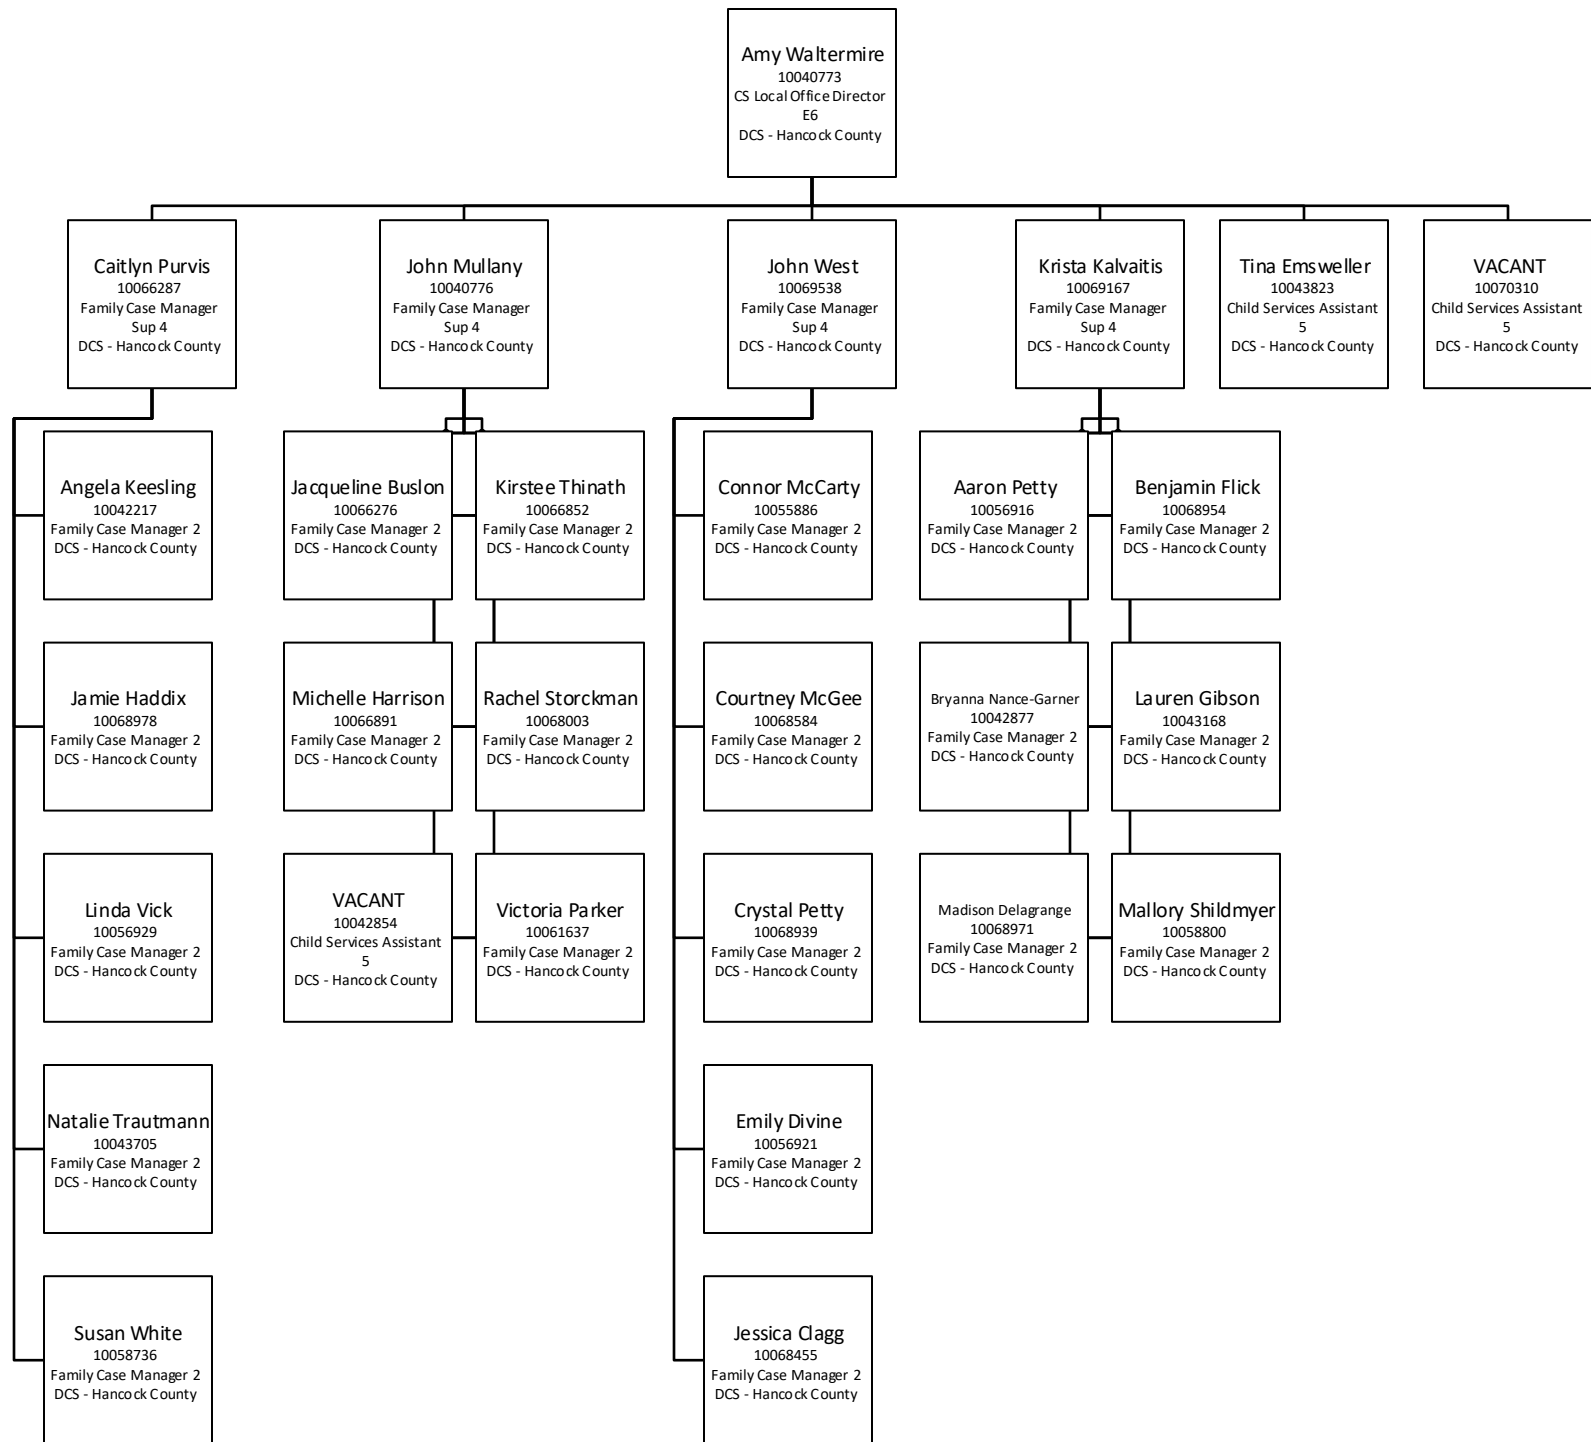 Amy Waltermire
10040773
CS Local Office Director
E6
DCS - Hancock County
Caitlyn Purvis
10066287
Family Case Manager
Sup 4
DCS - Hancock County
John Mullany
10040776
Family Case Manager
Sup 4
DCS - Hancock County
John West
10069538
Family Case Manager
Sup 4
DCS - Hancock County
Krista Kalvaitis
10069167
Family Case Manager
Sup 4
DCS - Hancock County
Tina Emsweller
10043823
Child Services Assistant
5
DCS - Hancock County
VACANT
10070310
Child Services Assistant
5
DCS - Hancock County
Angela Keesling
10042217
Family Case Manager 2
DCS - Hancock County
Jacqueline Buslon
10066276
Family Case Manager 2
DCS - Hancock County
Kirstee Thinath
10066852
Family Case Manager 2
DCS - Hancock County
Connor McCarty
10055886
Family Case Manager 2
DCS - Hancock County
Aaron Petty
10056916
Family Case Manager 2
DCS - Hancock County
Benjamin Flick
10068954
Family Case Manager 2
DCS - Hancock County
Jamie Haddix
10068978
Family Case Manager 2
DCS - Hancock County
Michelle Harrison
10066891
Family Case Manager 2
DCS - Hancock County
Rachel Storckman
10068003
Family Case Manager 2
DCS - Hancock County
Courtney McGee
10068584
Family Case Manager 2
DCS - Hancock County
Bryanna Nance-Garner
10042877
Family Case Manager 2
DCS - Hancock County
Lauren Gibson
10043168
Family Case Manager 2
DCS - Hancock County
Linda Vick
10056929
Family Case Manager 2
DCS - Hancock County
VACANT
10042854
Child Services Assistant
5
DCS - Hancock County
Victoria Parker
10061637
Family Case Manager 2
DCS - Hancock County
Crystal Petty
10068939
Family Case Manager 2
DCS - Hancock County
Madison Delagrange
10068971
Family Case Manager 2
DCS - Hancock County
Mallory Shildmyer
10058800
Family Case Manager 2
DCS - Hancock County
Natalie Trautmann
10043705
Family Case Manager 2
DCS - Hancock County
Emily Divine
10056921
Family Case Manager 2
DCS - Hancock County
Susan White
10058736
Family Case Manager 2
DCS - Hancock County
Jessica Clagg
10068455
Family Case Manager 2
DCS - Hancock County